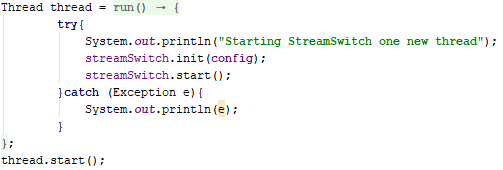 Thread thread = run() → {
try{
System.out.println("Starting StreamSwitch one new thread");
streamSwitch.init(config);
streamSwitch.start();
}catch (Exception e){
System.out.println(e);
}
};
thread.start();